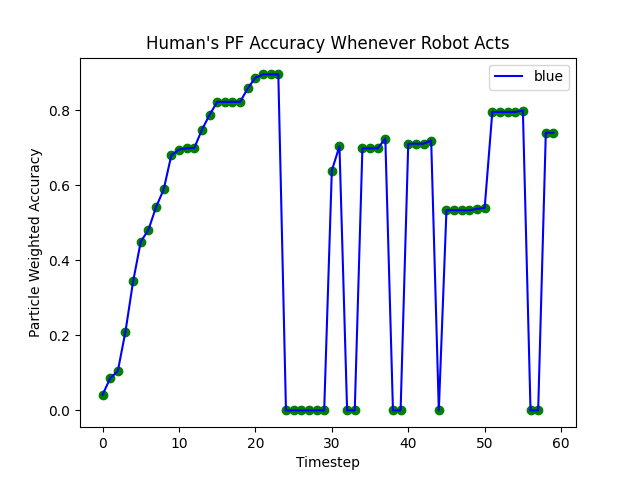 Human's PF Accuracy Whenever Robot Acts
blue
Particle Weighted Accuracy
0.8
0.6
0.4
0.2
0.0
0 10 20 30 40 50 60
Timestep